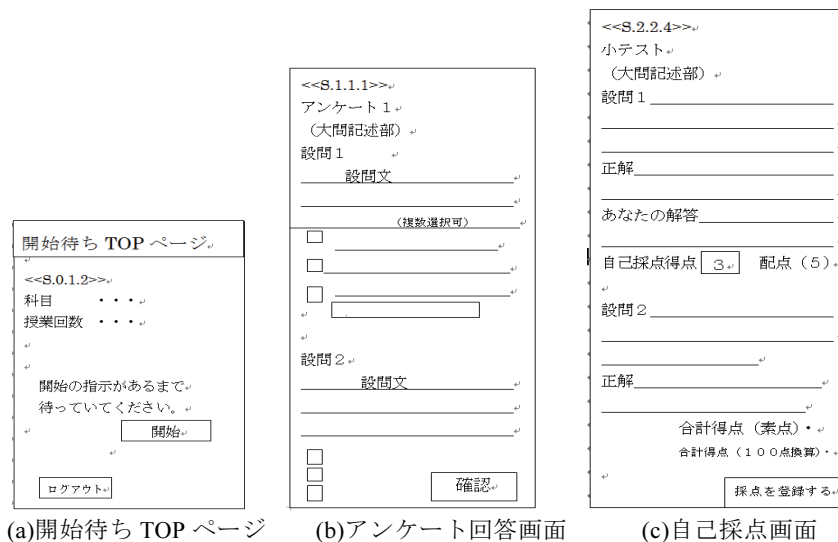 開始待ち TOP ページ
<<S.0.1.2>>
科目 ・・・
授業回数 ・・・
開始の指示があるまで
待っていてください。
開始
ログアウト
(a)開始待ち TOP ページ
<<S.1.1.1>>
アンケート1
(大問記述部)
設問1
設問文
(複数選択可)
設問2
設問文
確認
(b)アンケート回答画面
<<S.2.2.4>>
小テスト
(大問記述部)
設問1
正解
あなたの解答
自己採点得点 3 配点(5)
設問2
正解
合計得点(素点)・
合計得点(100点換算)・
採点を登録する
(c)自己採点画面